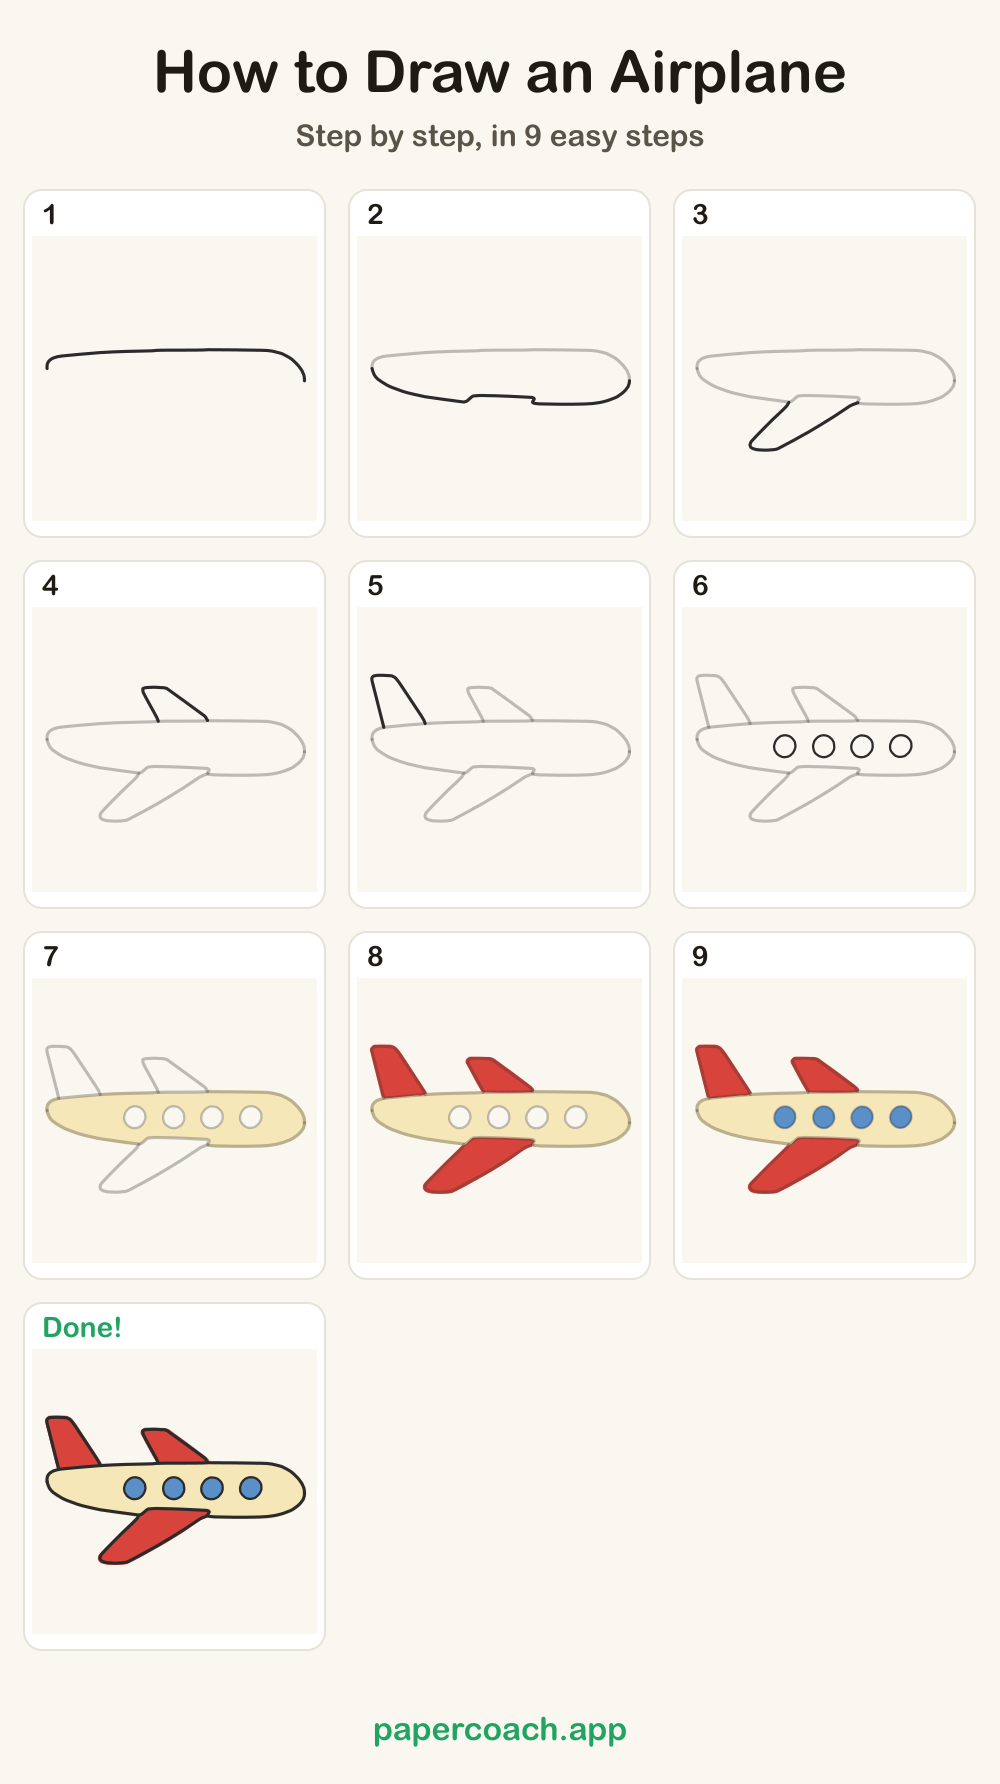 How to Draw an Airplane
Step by step, in 9 easy steps
1
2
3
4
5
6
7
8
9
Done!
papercoach.app